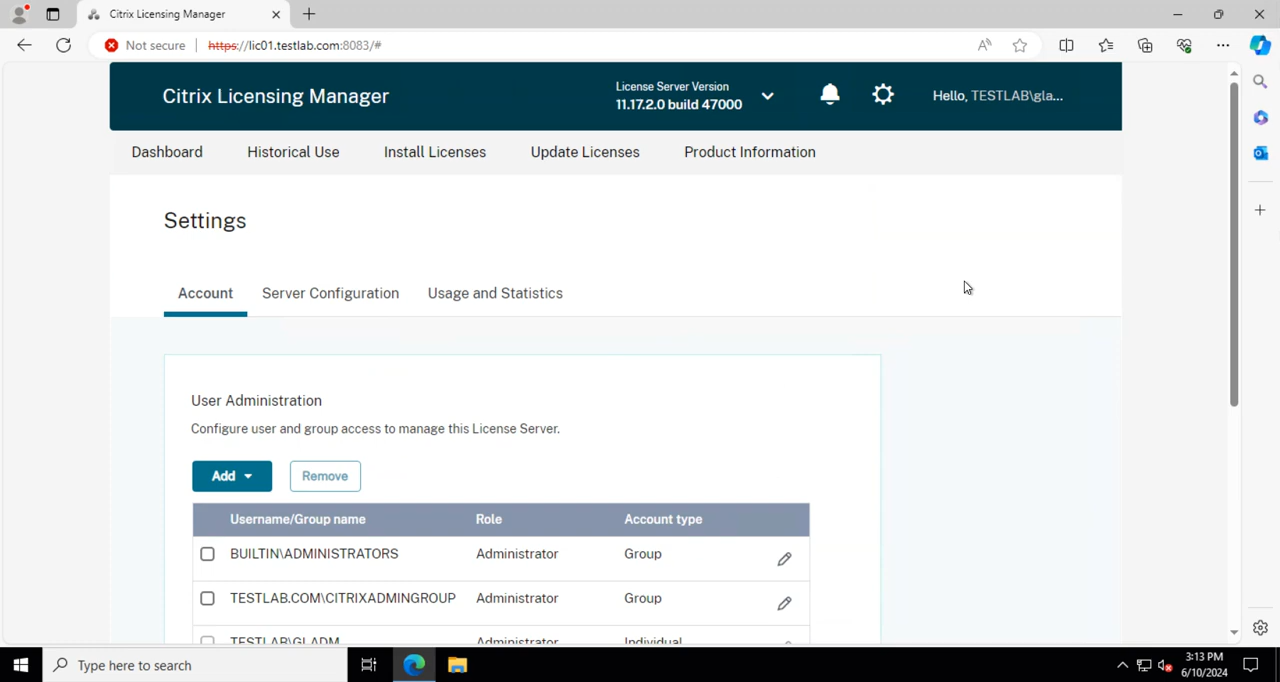 Citrix Licensing Manager
Not secure
https://lic01.testlab.com:8083/#
Citrix Licensing Manager
License Server Version
11.17.2.0 build 47000
Hello, TESTLAB\gla...
Dashboard
Historical Use
Install Licenses
Update Licenses
Product Information
Settings
Account
Server Configuration
Usage and Statistics
User Administration
Configure user and group access to manage this License Server.
Add
Remove
Username/Group name
Role
Account type
BUILTIN\ADMINISTRATORS
Administrator
Group
TESTLAB.COM\CITRIXADMINGROUP
Administrator
Group
TESTLAB\GLADM
Administrator
Individual
Type here to search
3:13 PM
6/10/2024